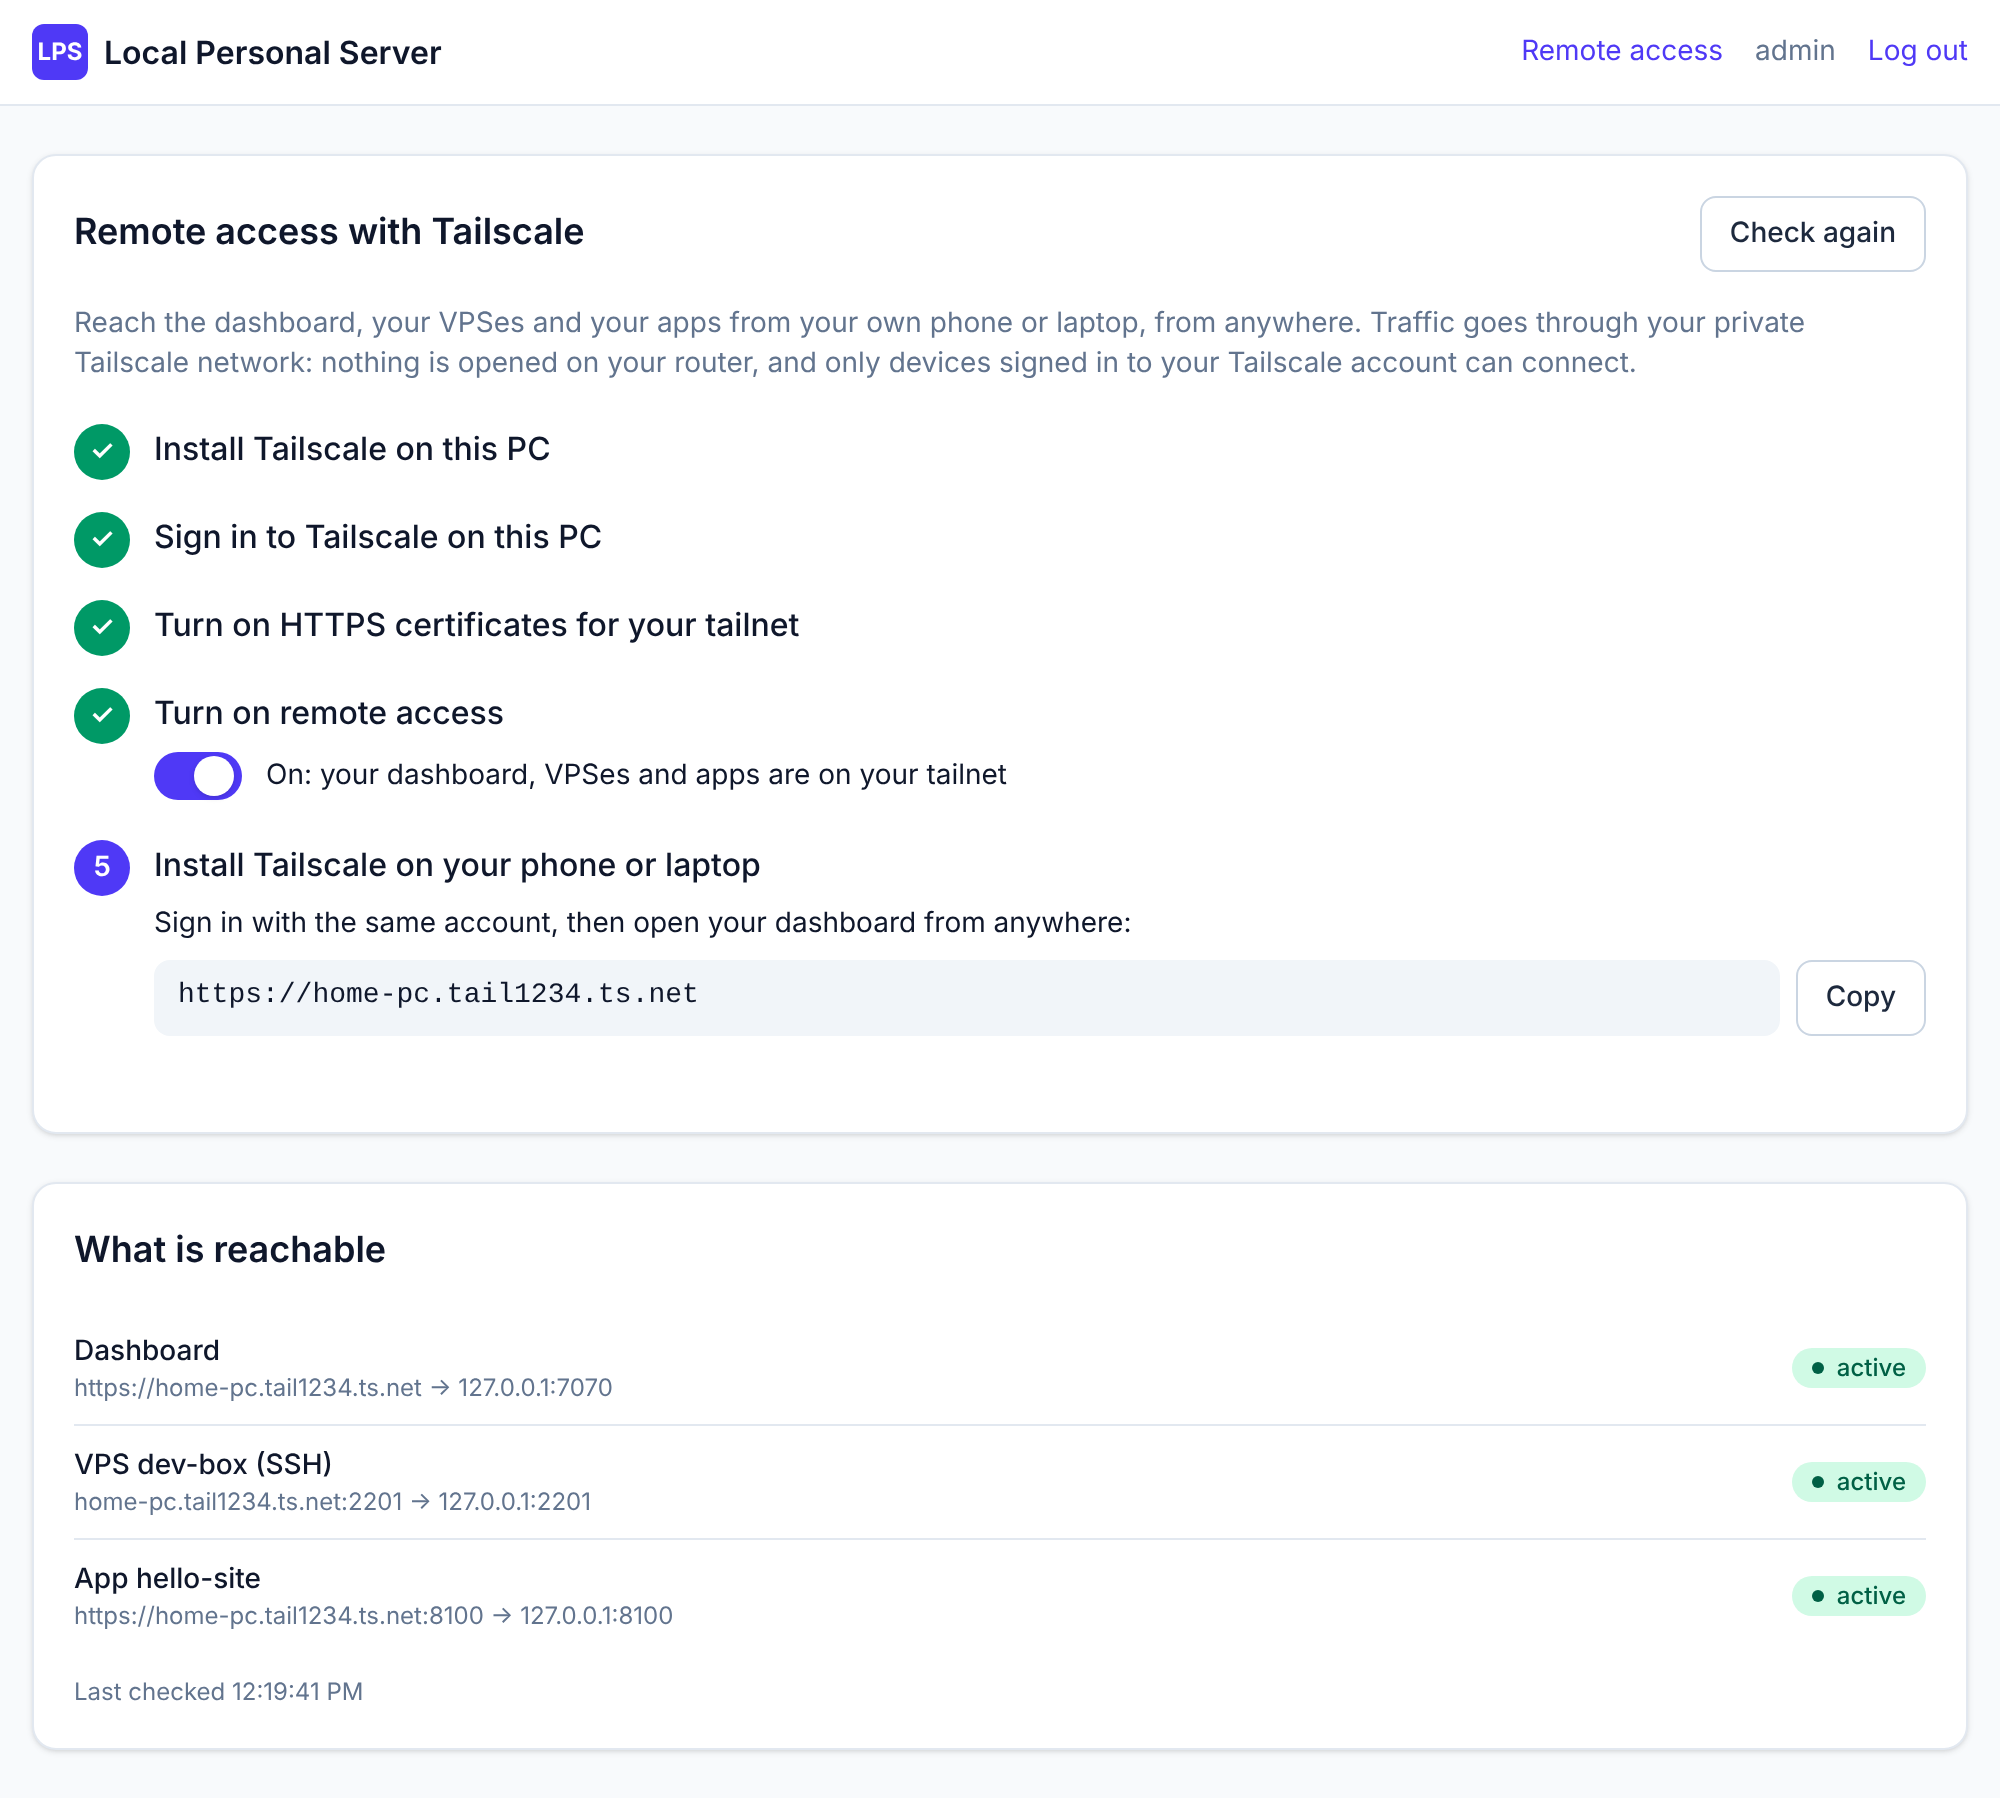 LPS Local Personal Server
Remote access admin Log out
Remote access with Tailscale
Check again
Reach the dashboard, your VPSes and your apps from your own phone or laptop, from anywhere. Traffic goes through your private
Tailscale network: nothing is opened on your router, and only devices signed in to your Tailscale account can connect.
Install Tailscale on this PC
Sign in to Tailscale on this PC
Turn on HTTPS certificates for your tailnet
Turn on remote access
On: your dashboard, VPSes and apps are on your tailnet
5 Install Tailscale on your phone or laptop
Sign in with the same account, then open your dashboard from anywhere:
https://home-pc.tail1234.ts.net
Copy
What is reachable
Dashboard
https://home-pc.tail1234.ts.net → 127.0.0.1:7070
active
VPS dev-box (SSH)
home-pc.tail1234.ts.net:2201 → 127.0.0.1:2201
active
App hello-site
https://home-pc.tail1234.ts.net:8100 → 127.0.0.1:8100
active
Last checked 12:19:41 PM